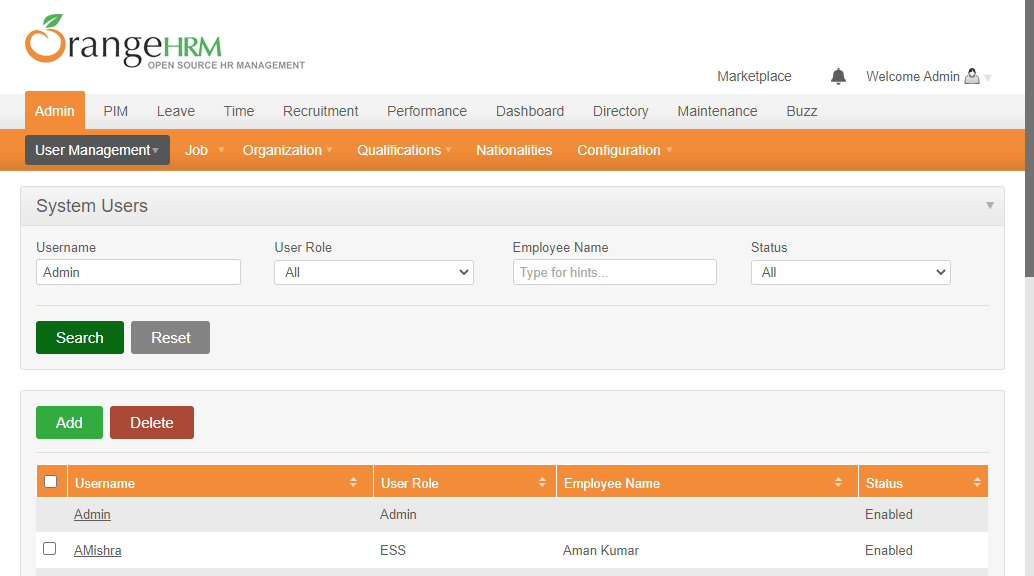 OrangeHRM
OPEN SOURCE HR MANAGEMENT
Marketplace Welcome Admin
Admin PIM Leave Time Recruitment Performance Dashboard Directory Maintenance Buzz
User Management Job Organization Qualifications Nationalities Configuration
System Users
Username User Role Employee Name Status
Admin All Type for hints... All
Search Reset
Add Delete
Username User Role Employee Name Status
Admin Admin Enabled
AMishra ESS Aman Kumar Enabled